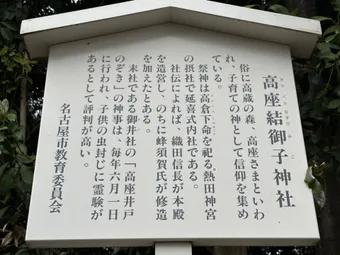 高座結御子神社
俗に高蔵の森、高座さまといわ
れ、子育ての神として信仰を集め
ている。
祭神は高倉下命を祀る熱田神宮
の摂社で延喜式内社である。
社伝によれば、織田信長が本殿
を造営し、のちに蜂須賀氏が修造
を加えたとある。
末社である御井社の「高座井戸
のぞき」の神事は、毎年六月一日
に行われ、子供の虫封じに霊験が
あるとして評判が高い。
名古屋市教育委員会